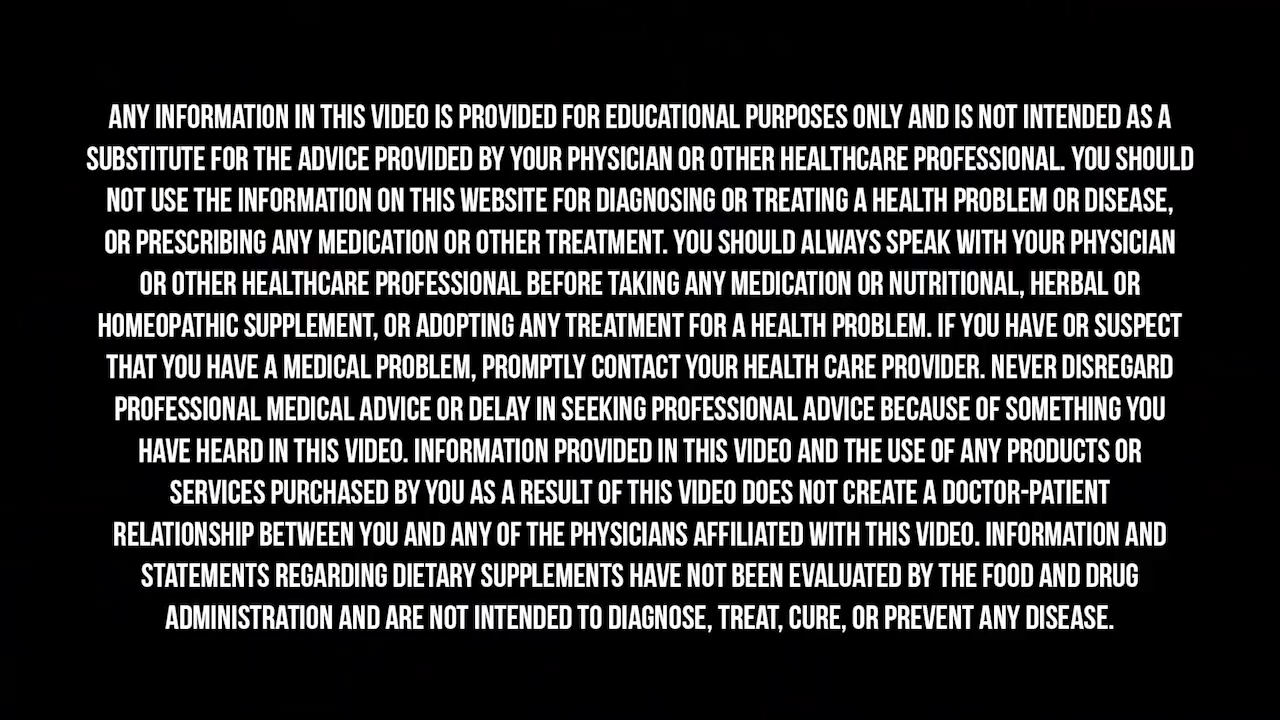 ANY INFORMATION IN THIS VIDEO IS PROVIDED FOR EDUCATIONAL PURPOSES ONLY AND IS NOT INTENDED AS A
SUBSTITUTE FOR THE ADVICE PROVIDED BY YOUR PHYSICIAN OR OTHER HEALTHCARE PROFESSIONAL. YOU SHOULD
NOT USE THE INFORMATION ON THIS WEBSITE FOR DIAGNOSING OR TREATING A HEALTH PROBLEM OR DISEASE,
OR PRESCRIBING ANY MEDICATION OR OTHER TREATMENT. YOU SHOULD ALWAYS SPEAK WITH YOUR PHYSICIAN
OR OTHER HEALTHCARE PROFESSIONAL BEFORE TAKING ANY MEDICATION OR NUTRITIONAL, HERBAL OR
HOMEOPATHIC SUPPLEMENT, OR ADOPTING ANY TREATMENT FOR A HEALTH PROBLEM. IF YOU HAVE OR SUSPECT
THAT YOU HAVE A MEDICAL PROBLEM, PROMPTLY CONTACT YOUR HEALTH CARE PROVIDER. NEVER DISREGARD
PROFESSIONAL MEDICAL ADVICE OR DELAY IN SEEKING PROFESSIONAL ADVICE BECAUSE OF SOMETHING YOU
HAVE HEARD IN THIS VIDEO. INFORMATION PROVIDED IN THIS VIDEO AND THE USE OF ANY PRODUCTS OR
SERVICES PURCHASED BY YOU AS A RESULT OF THIS VIDEO DOES NOT CREATE A DOCTOR-PATIENT
RELATIONSHIP BETWEEN YOU AND ANY OF THE PHYSICIANS AFFILIATED WITH THIS VIDEO. INFORMATION AND
STATEMENTS REGARDING DIETARY SUPPLEMENTS HAVE NOT BEEN EVALUATED BY THE FOOD AND DRUG
ADMINISTRATION AND ARE NOT INTENDED TO DIAGNOSE, TREAT, CURE, OR PREVENT ANY DISEASE.